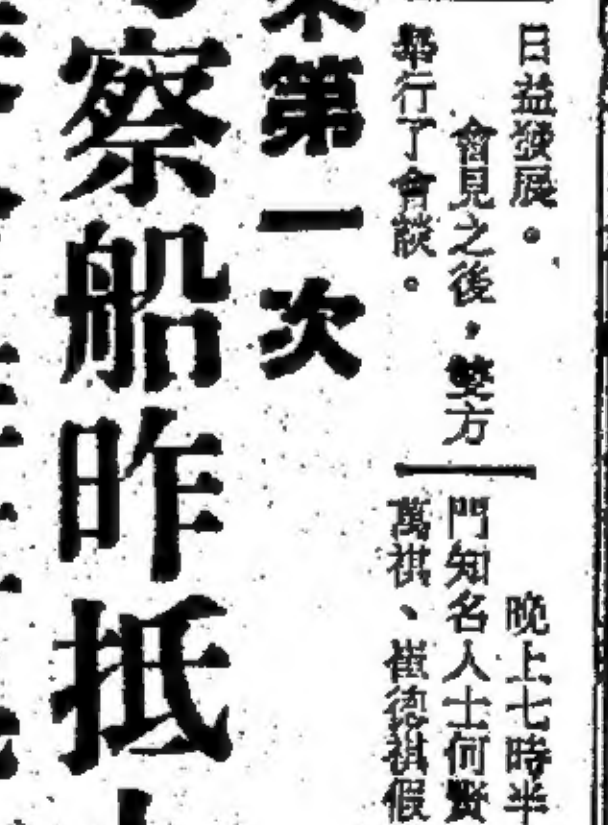 日益發展。
會見之後，雙方
舉行了會談。
晚上七時半
門知名人士何賢
萬祺、崔德祺假
第一次
察船昨抵